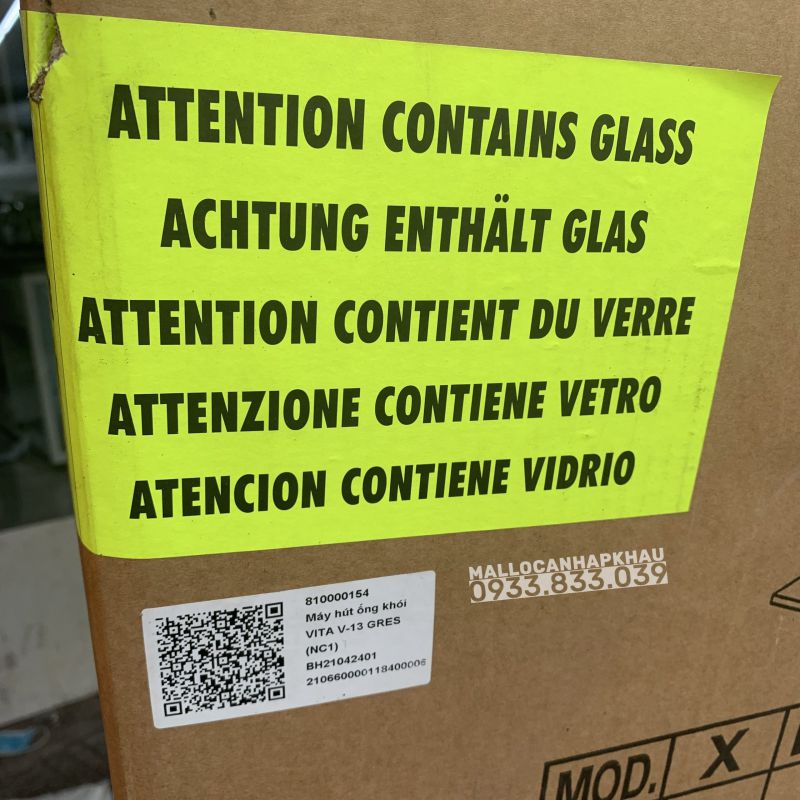 ATTENTION CONTAINS GLASS
ACHTUNG ENTHÄLT GLAS
ATTENTION CONTIENT DU VERRE
ATTENZIONE CONTIENE VETRO
ATENCION CONTIENE VIDRIO
MALLOCANHAPKHAU
0933.833.039
810000154
Máy hút ống khói
VITA V-13 GRES
(NC1)
BH21042401
210660000118400006
MOD. X